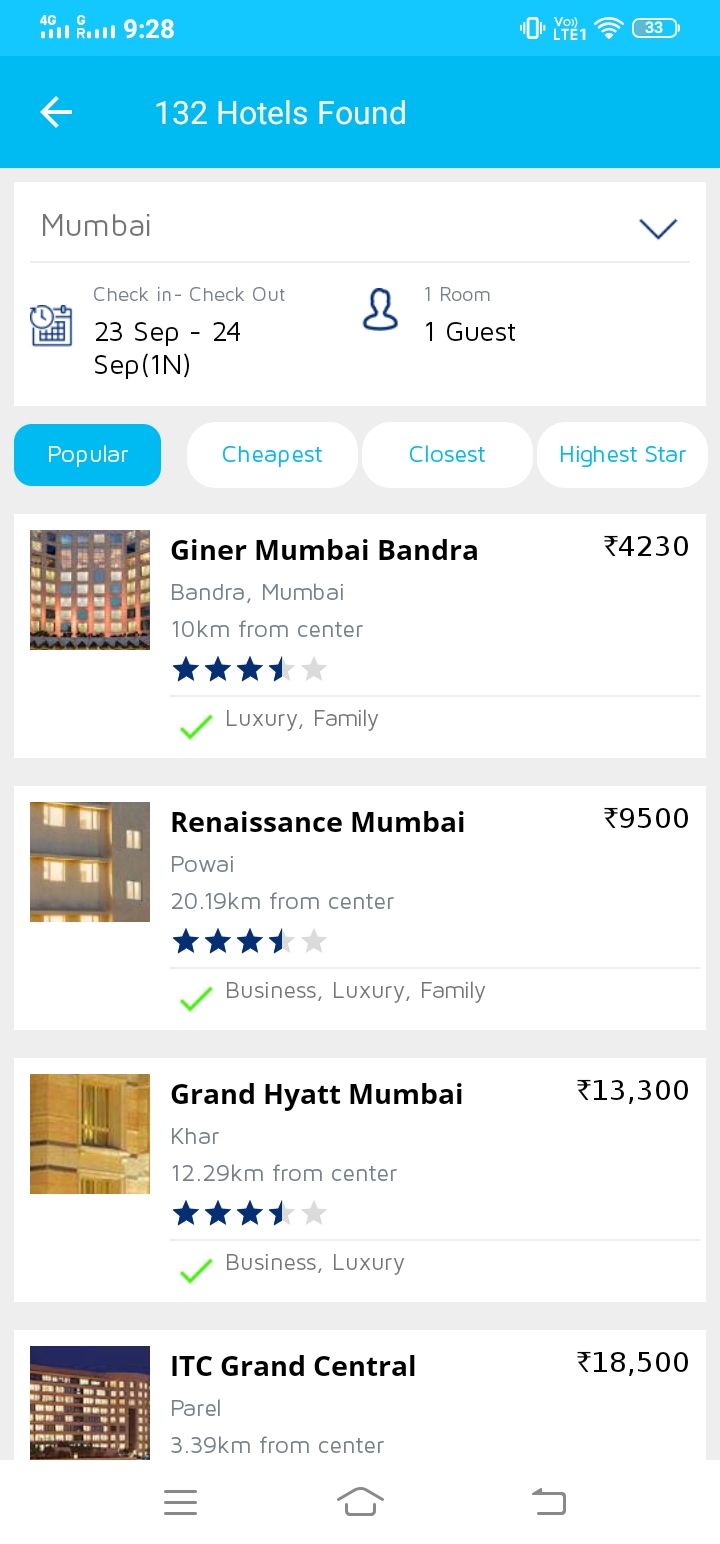 4G G R 9:28 Vo)) LTE1 33
132 Hotels Found
Mumbai
Check in- Check Out
1 Room
23 Sep - 24
Sep(1N)
1 Guest
Popular Cheapest Closest Highest Star
Giner Mumbai Bandra ₹4230
Bandra, Mumbai
10km from center
Luxury, Family
Renaissance Mumbai ₹9500
Powai
20.19km from center
Business, Luxury, Family
Grand Hyatt Mumbai ₹13,300
Khar
12.29km from center
Business, Luxury
ITC Grand Central ₹18,500
Parel
3.39km from center